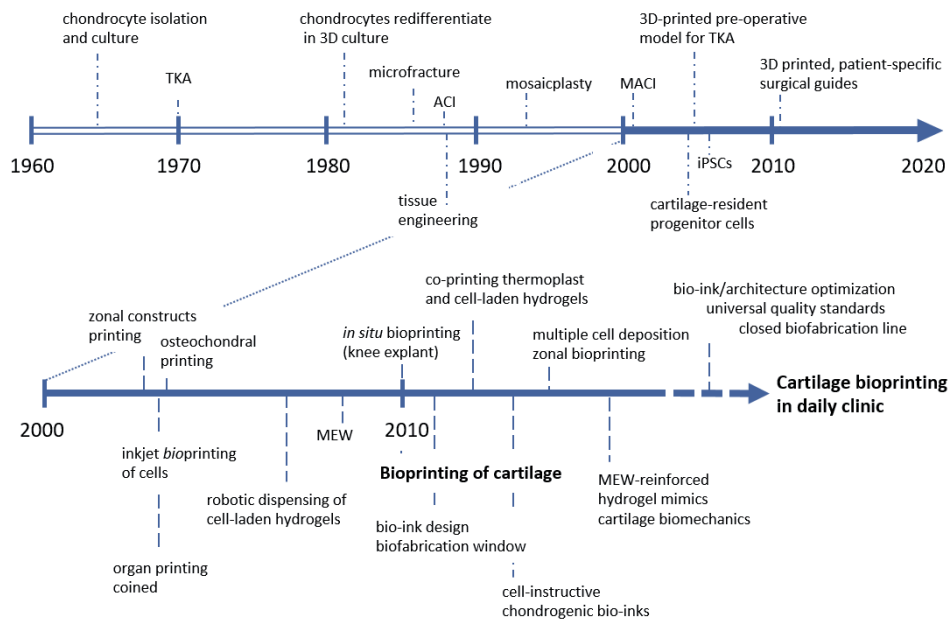 chondrocyte isolation
and culture
TKA
chondrocytes redifferentiate
in 3D culture
microfracture
ACI
mosaicplasty
MACI
3D-printed pre-operative
model for TKA
3D printed, patient-specific
surgical guides
1960
1970
1980
1990
2000
2010
2020
iPSCs
tissue
engineering
cartilage-resident
progenitor cells
zonal constructs
printing
osteochondral
printing
in situ bioprinting
(knee explant)
co-printing thermoplast
and cell-laden hydrogels
multiple cell deposition
zonal bioprinting
bio-ink/architecture optimization
universal quality standards
closed biofabrication line
Cartilage bioprinting
in daily clinic
2000
2010
MEW
inkjet bioprinting
of cells
Bioprinting of cartilage
robotic dispensing of
cell-laden hydrogels
MEW-reinforced
hydrogel mimics
cartilage biomechanics
bio-ink design
biofabrication window
organ printing
coined
cell-instructive
chondrogenic bio-inks